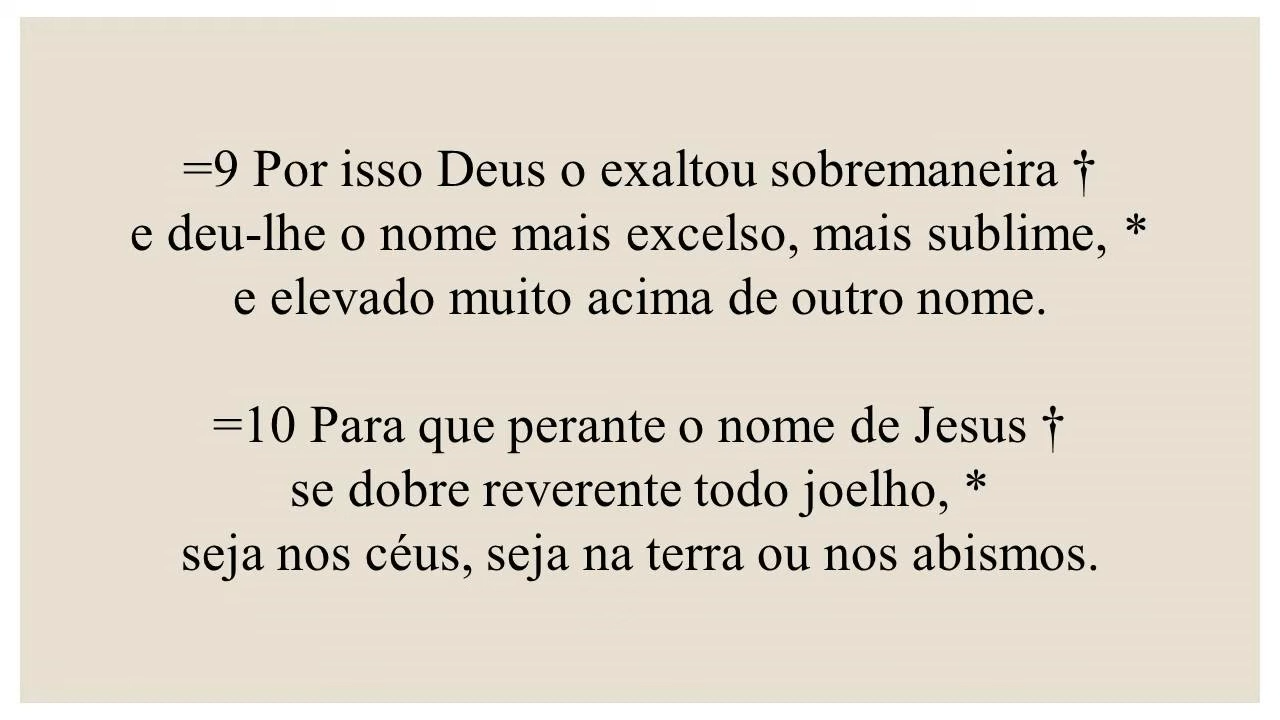 =9 Por isso Deus o exaltou sobremaneira †
e deu-lhe o nome mais excelso, mais sublime, *
e elevado muito acima de outro nome.
=10 Para que perante o nome de Jesus †
se dobre reverente todo joelho, *
seja nos céus, seja na terra ou nos abismos.